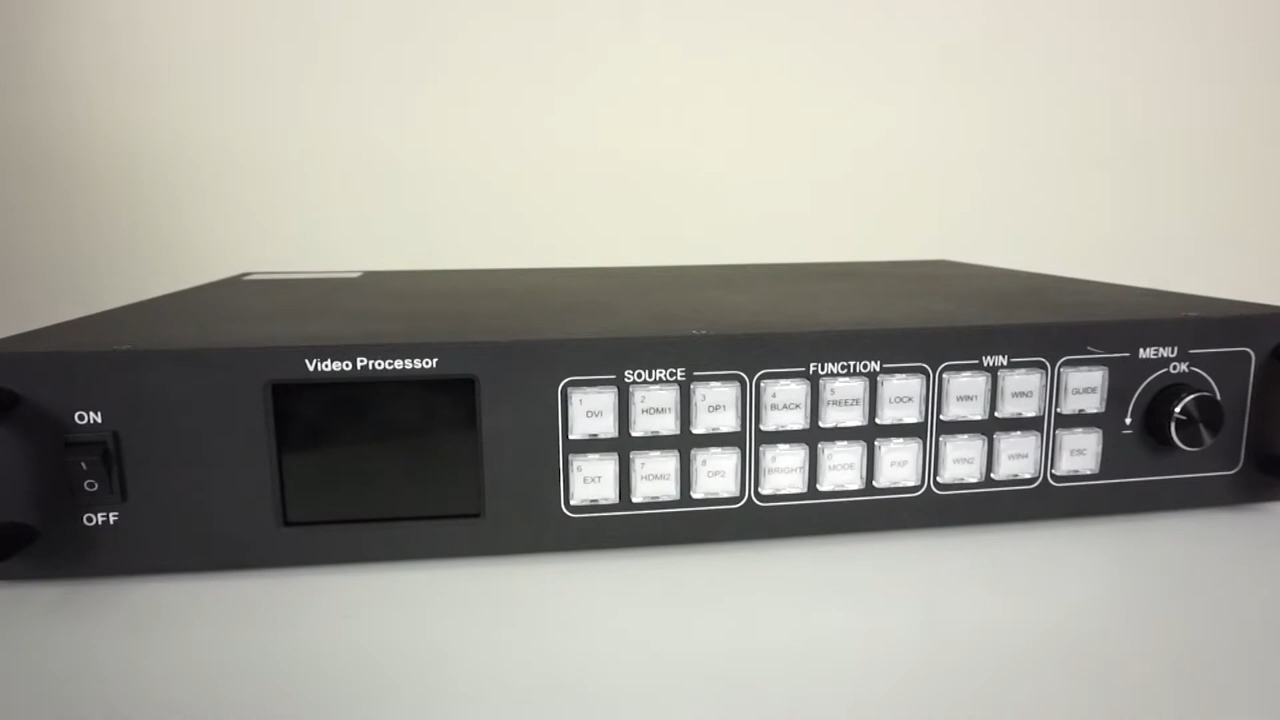 Video Processor
ON
OFF
SOURCE
1 DVI
2 HDMI1
3 DP1
6 EXT
7 HDMI2
8 DP2
FUNCTION
4 BLACK
5 FREEZE
LOCK
9 BRIGHT
0 MODE
PXP
WIN
WIN1
WIN3
WIN2
WIN4
MENU
OK
GUIDE
ESC